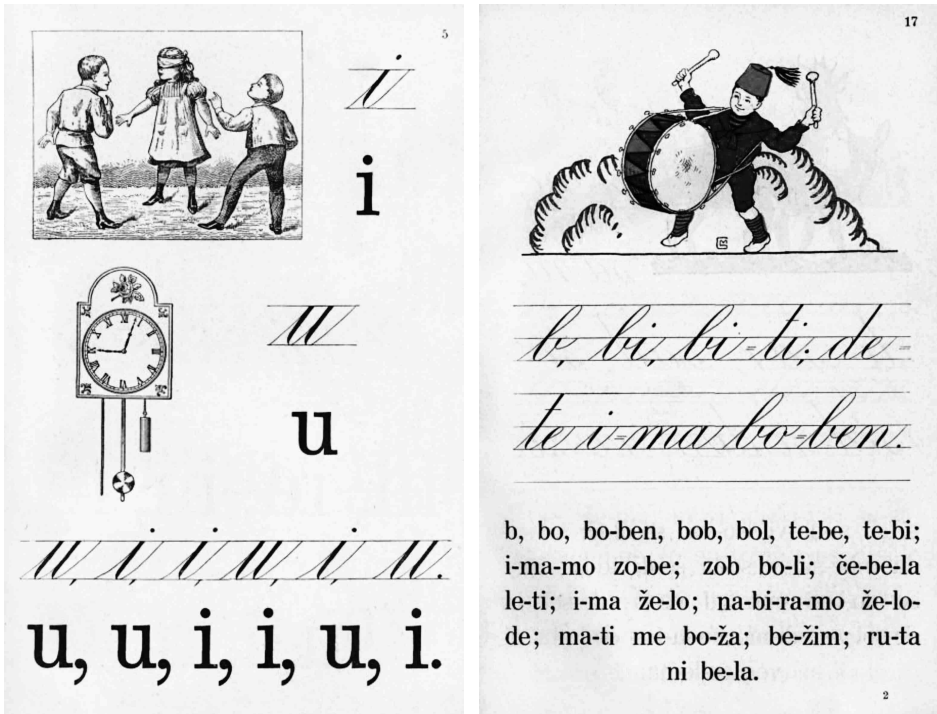 5
i
i
u
u
u, i, i, u, i, u.
u, u, i, i, u, i.
17
b, bi, bi=ti; de=
te i=ma bo=ben.
b, bo, bo-ben, bob, bol, te-be, te-bi;
i-ma-mo zo-be; zob bo-li; če-be-la
le-ti; i-ma že-lo; na-bi-ra-mo že-lo-
de; ma-ti me bo-ža; be-žim; ru-ta
ni be-la.
2